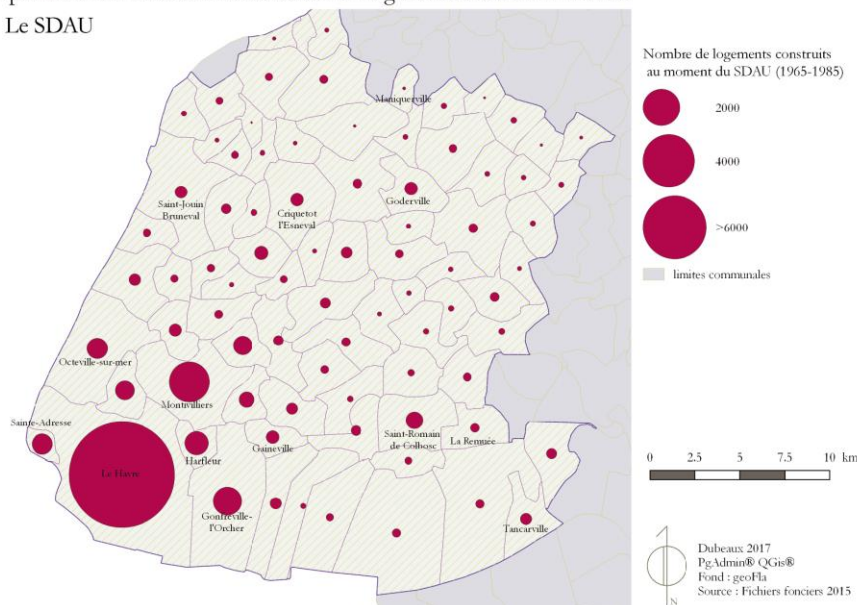 Le SDAU
Nombre de logements construits
au moment du SDAU (1965-1985)
2000
4000
>6000
limites communales
Maniquerville
Saint-Jouin
Bruneval
Criquetot
l'Esneval
Goderville
Octeville-sur-mer
Montivilliers
Sainte-Adresse
Le Havre
Harfleur
Gaineville
Saint-Romain
de Colbosc
La Remuée
Gonfreville-
l'Orcher
Tancarville
0 2.5 5 7.5 10 km
Dubeaux 2017
PgAdmin® QGis®
Fond : geoFla
Source : Fichiers fonciers 2015
N